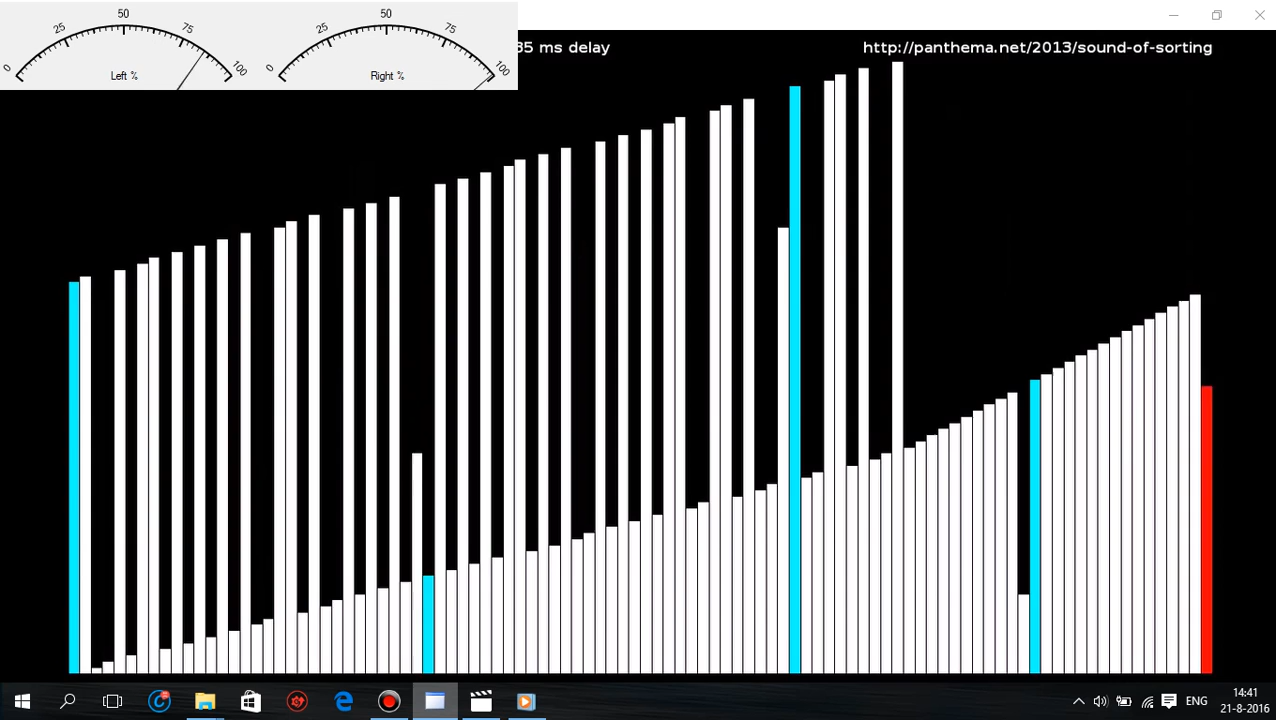 0
25
50
75
100
Left %
0
25
50
75
100
Right %
35 ms delay
http://panthema.net/2013/sound-of-sorting
ENG
14:41
21-8-2016